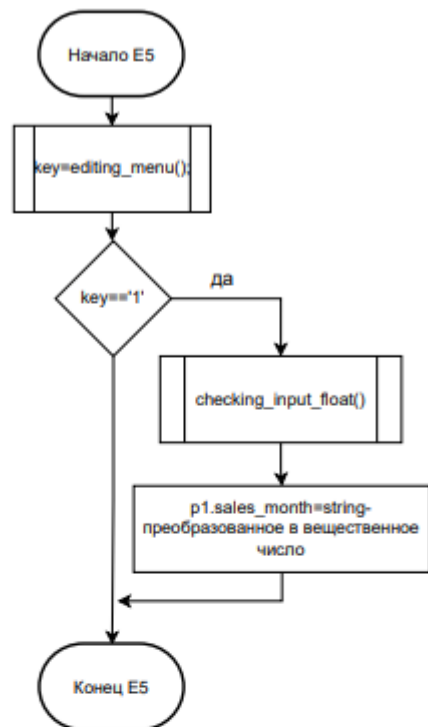 Начало E5
key=editing_menu();
key=='1'
да
checking_input_float()
p1.sales_month=string-
преобразованное в вещественное
число
Конец E5